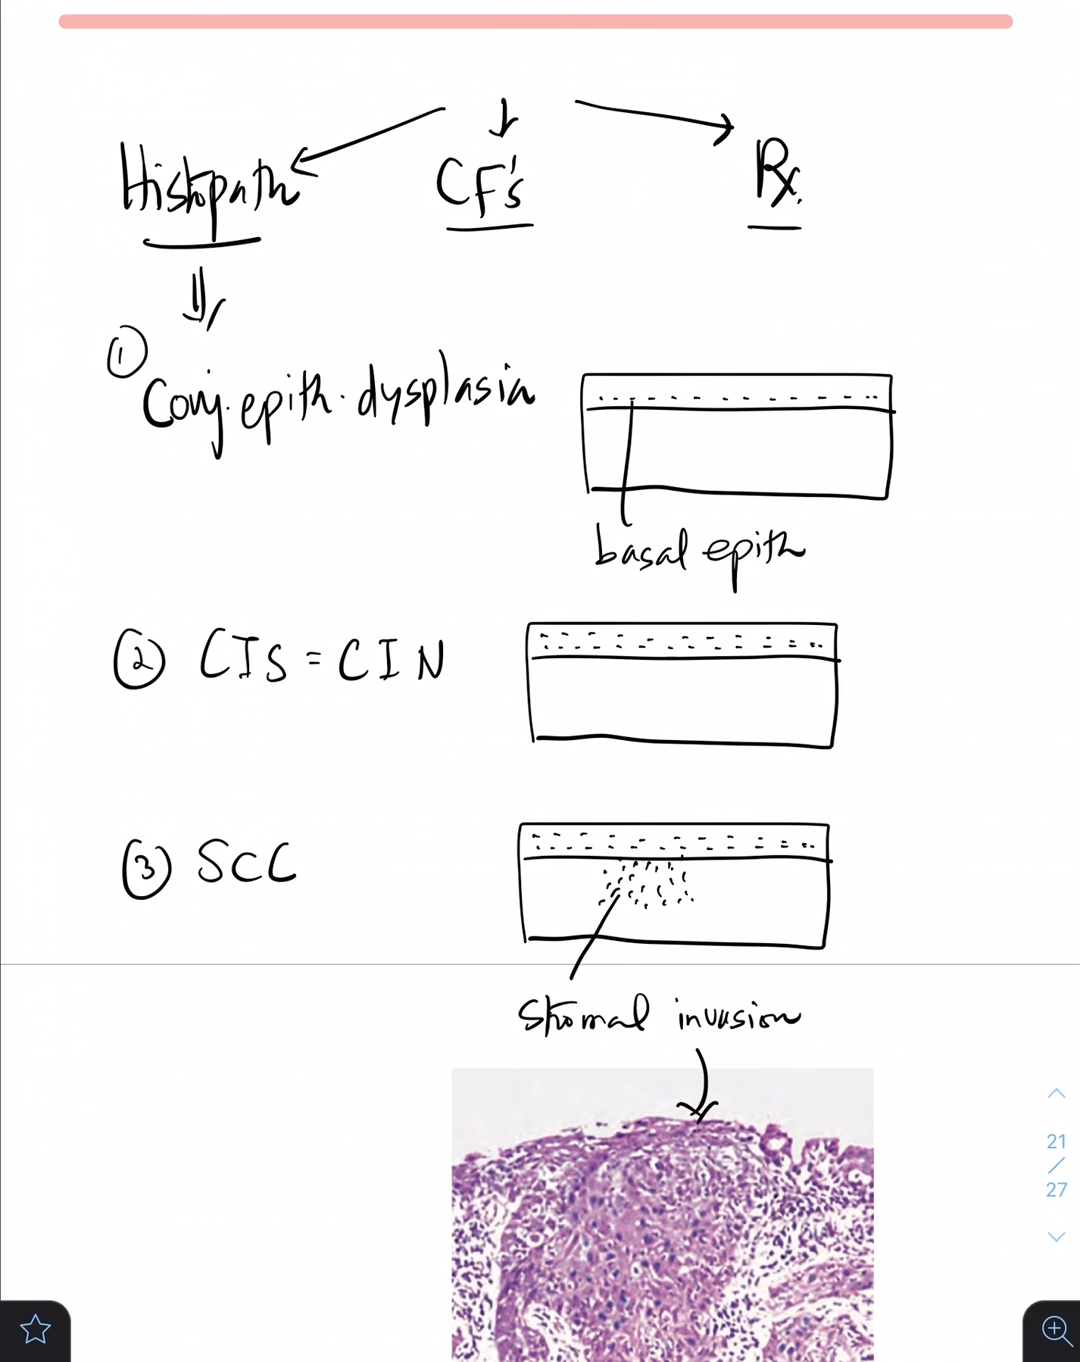 Histopath
CF's
Rx.
① Conj. epith. dysplasia
basal epith
② CIS = CIN
③ SCC
Stromal invasion
21
/
27